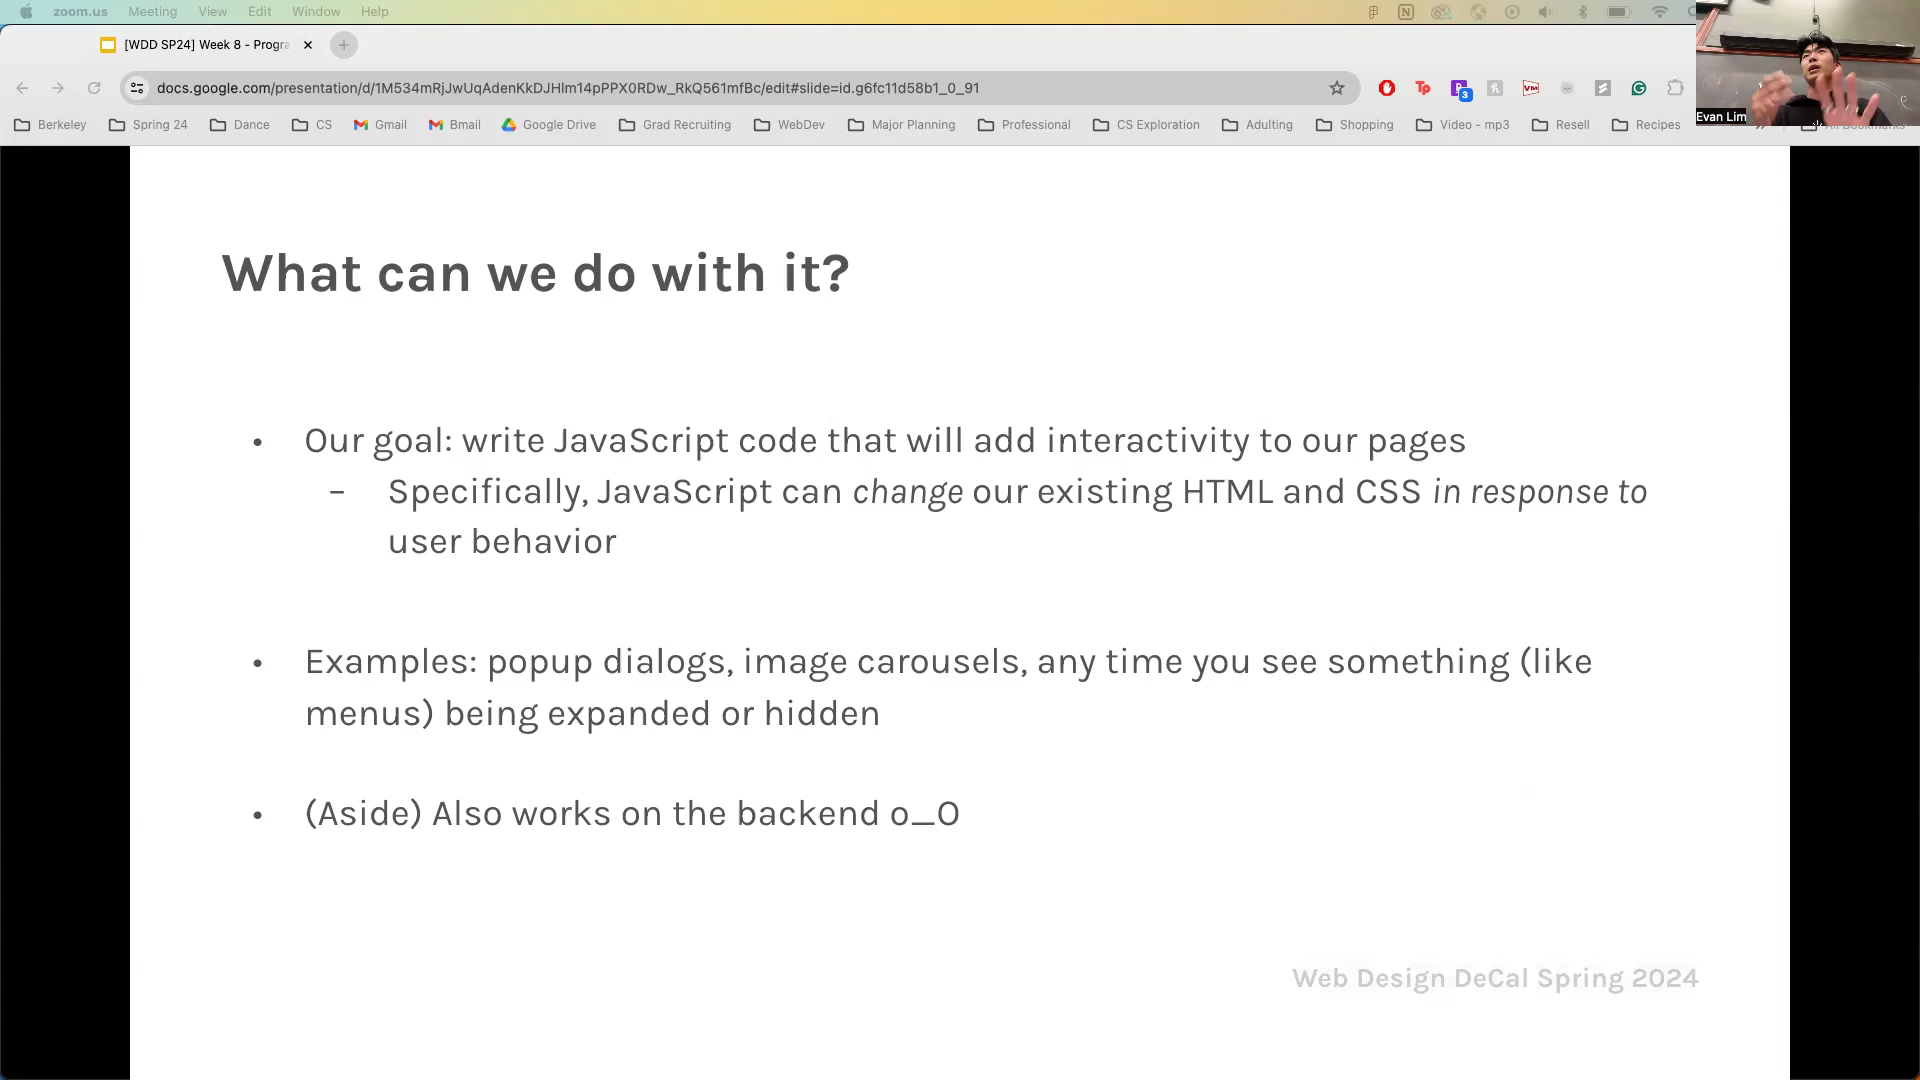 zoom.us Meeting View Edit Window Help
[WDD SP24] Week 8 - Progra
docs.google.com/presentation/d/1M534mRjJwUqAdenKkDJHlm14pPPX0RDw_RkQ561mfBc/edit#slide=id.g6fc11d58b1_0_91
Tp
3
VM
Evan Lim
Berkeley Spring 24 Dance CS Gmail Bmail Google Drive Grad Recruiting WebDev Major Planning Professional CS Exploration Adulting Shopping Video - mp3 Resell Recipes All Bookmarks
What can we do with it?
• Our goal: write JavaScript code that will add interactivity to our pages
– Specifically, JavaScript can change our existing HTML and CSS in response to
user behavior
• Examples: popup dialogs, image carousels, any time you see something (like
menus) being expanded or hidden
• (Aside) Also works on the backend o_O
Web Design DeCal Spring 2024